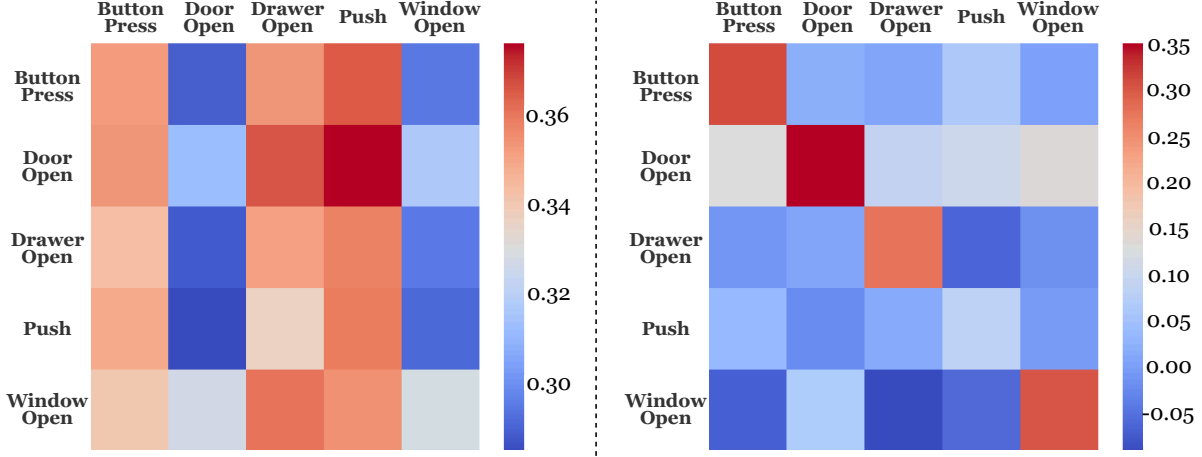 Button Press
Door Open
Drawer Open
Push
Window Open
Button Press
Door Open
Drawer Open
Push
Window Open
0.36
0.34
0.32
0.30
Button Press
Door Open
Drawer Open
Push
Window Open
Button Press
Door Open
Drawer Open
Push
Window Open
0.35
0.30
0.25
0.20
0.15
0.10
0.05
0.00
-0.05